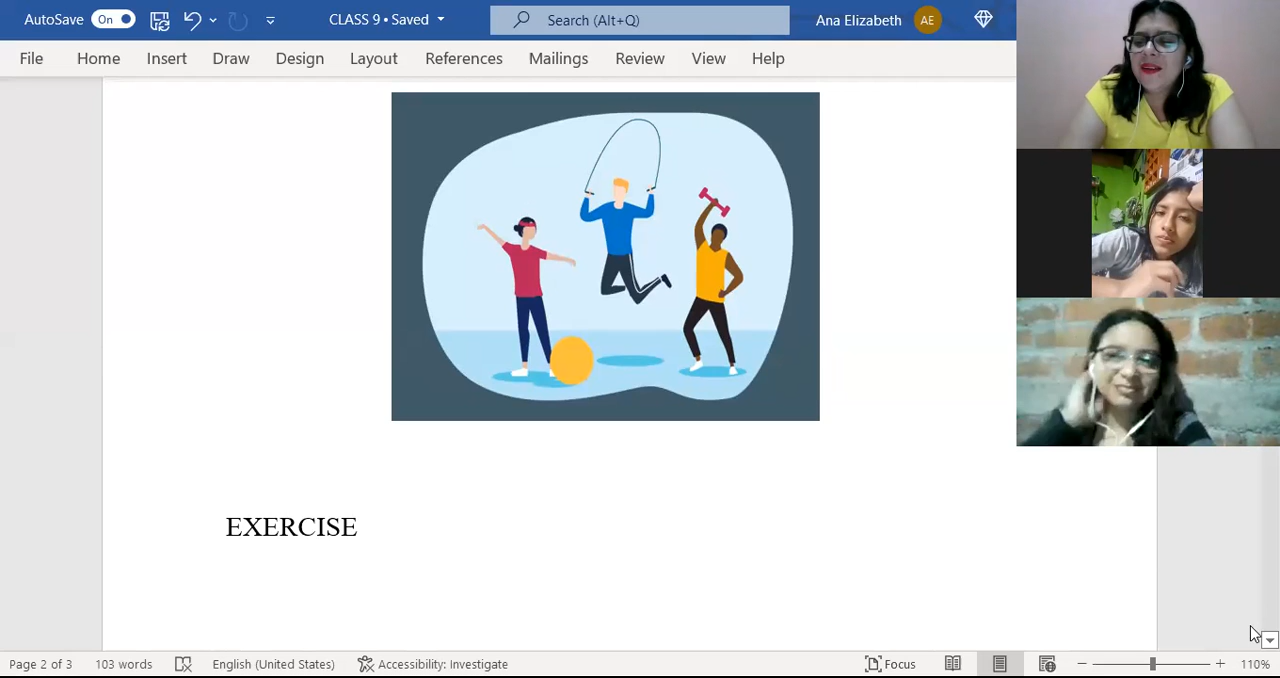 AutoSave On CLASS 9 • Saved Search (Alt+Q) Ana Elizabeth AE
File Home Insert Draw Design Layout References Mailings Review View Help
EXERCISE
Page 2 of 3 103 words English (United States) Accessibility: Investigate Focus 110%